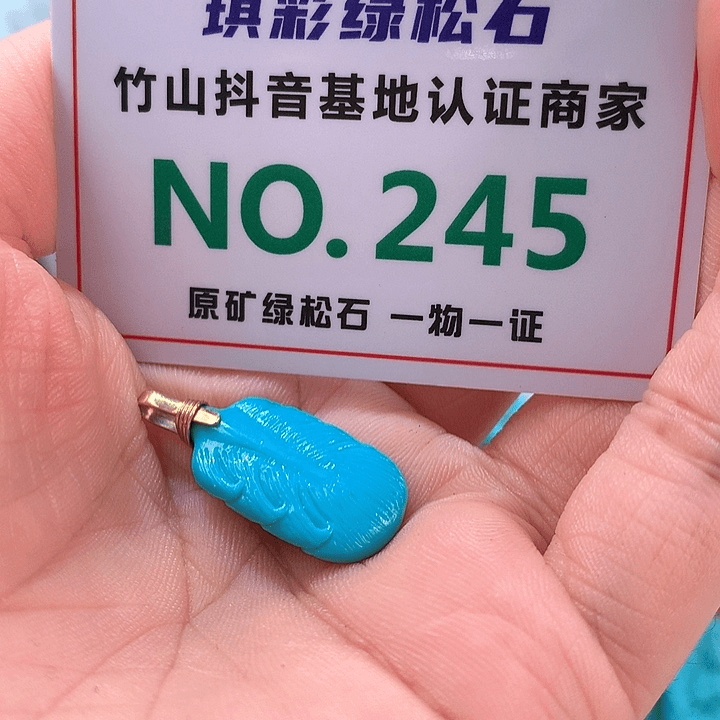 琪彩绿松石
竹山抖音基地认证商家
NO.245
原矿绿松石 一物一证